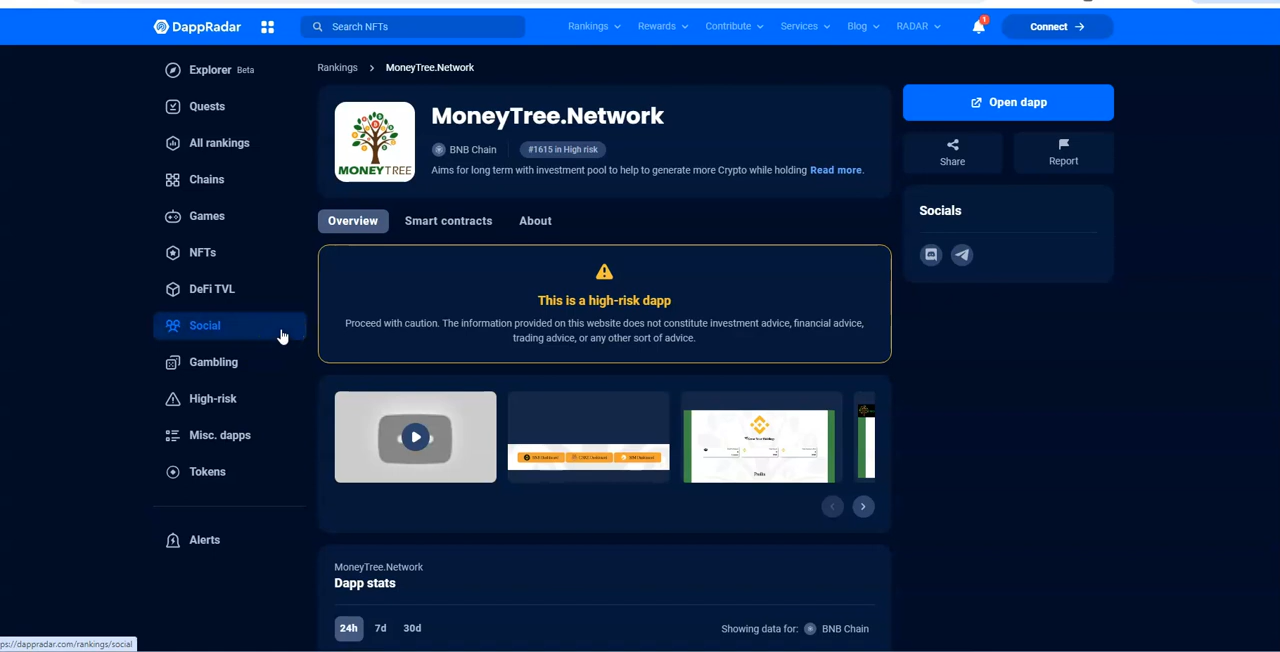 DappRadar
Search NFTs
Rankings
Rewards
Contribute
Services
Blog
RADAR
1
Connect
Explorer Beta
Quests
All rankings
Chains
Games
NFTs
DeFi TVL
Social
Gambling
High-risk
Misc. dapps
Tokens
Alerts
Rankings > MoneyTree.Network
MONEYTREE
MoneyTree.Network
BNB Chain
#1615 in High risk
Aims for long term with investment pool to help to generate more Crypto while holding Read more.
Overview
Smart contracts
About
This is a high-risk dapp
Proceed with caution. The information provided on this website does not constitute investment advice, financial advice,
trading advice, or any other sort of advice.
MoneyTree.Network
Dapp stats
24h
7d
30d
Showing data for: BNB Chain
Open dapp
Share
Report
Socials
ps://dappradar.com/rankings/social